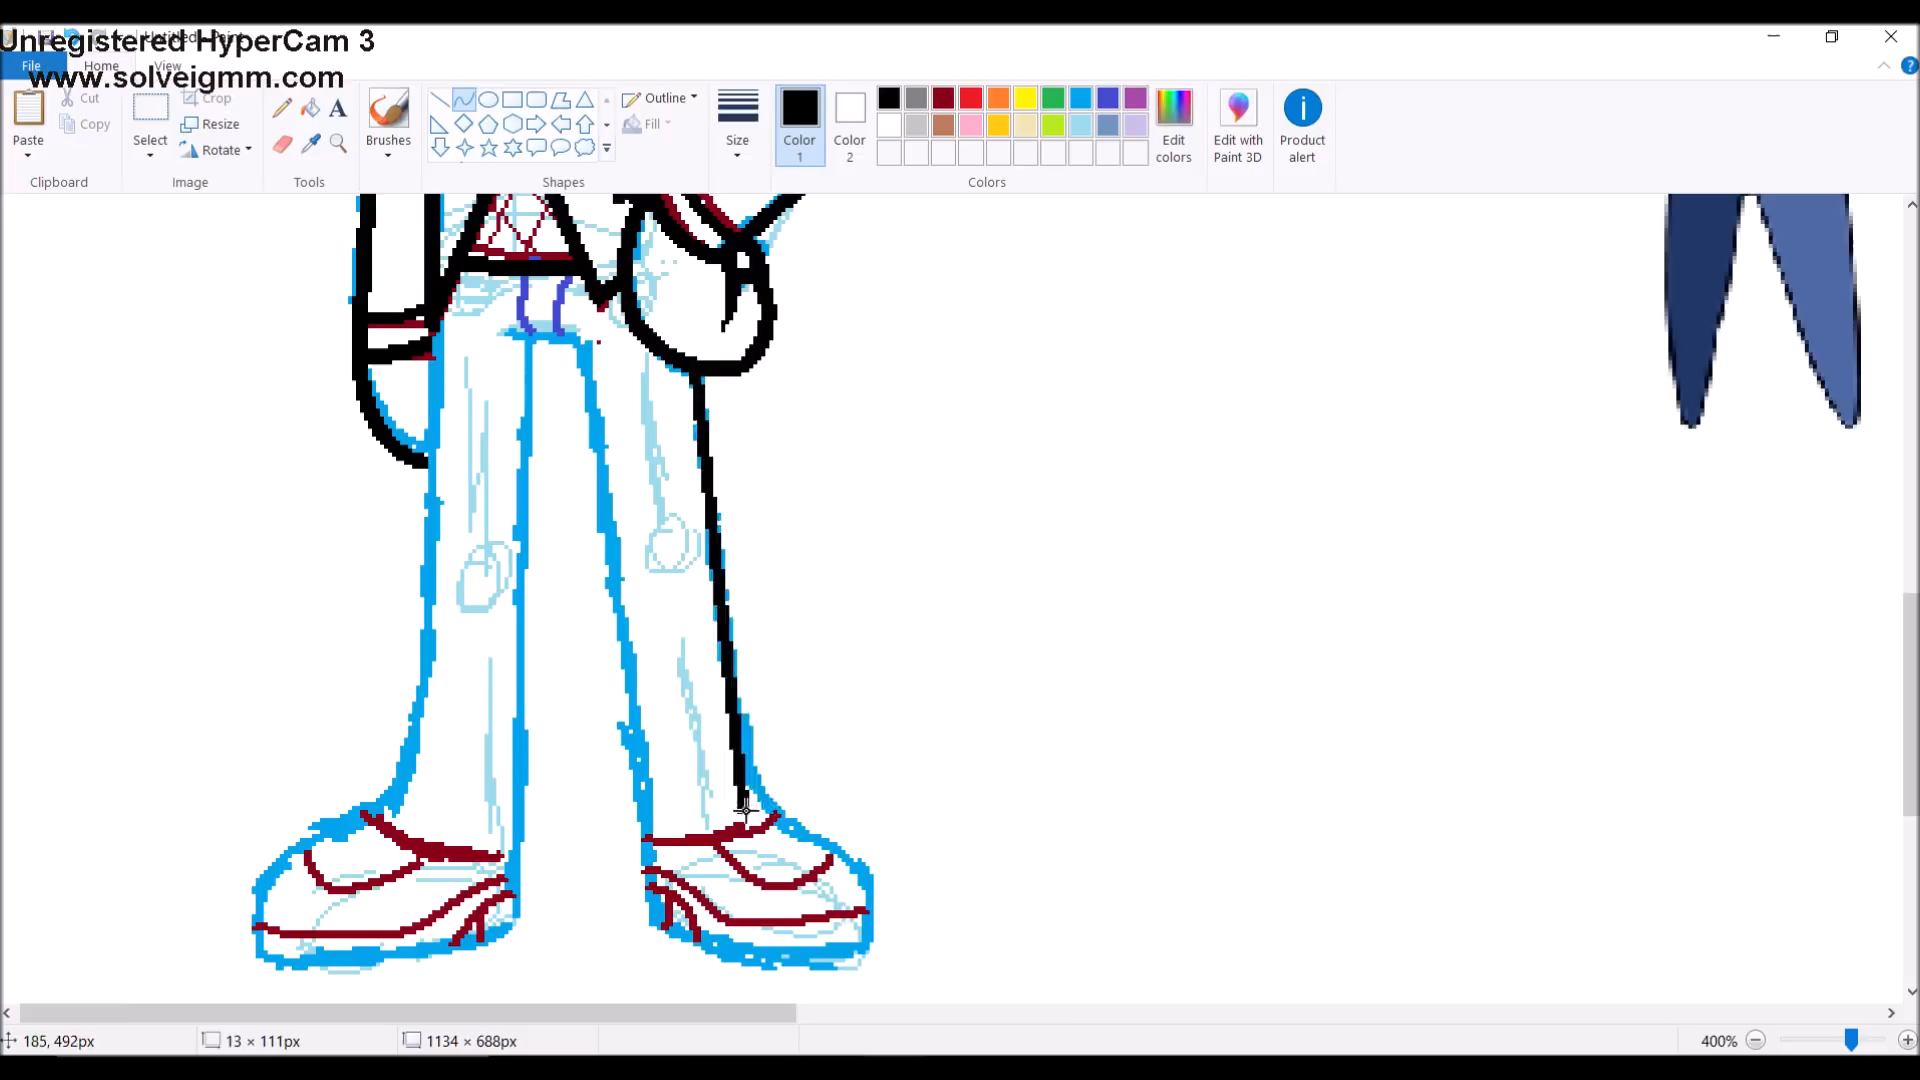 Untitled - Paint
Unregistered HyperCam 3
File
Home
View
www.solveigmm.com
Paste
Cut
Copy
Clipboard
Select
Crop
Resize
Rotate
Image
A
Tools
Brushes
Outline
Fill
Shapes
Size
Color
1
Color
2
Edit
colors
Colors
Edit with
Paint 3D
Product
alert
185, 492px
13 × 111px
1134 × 688px
400%